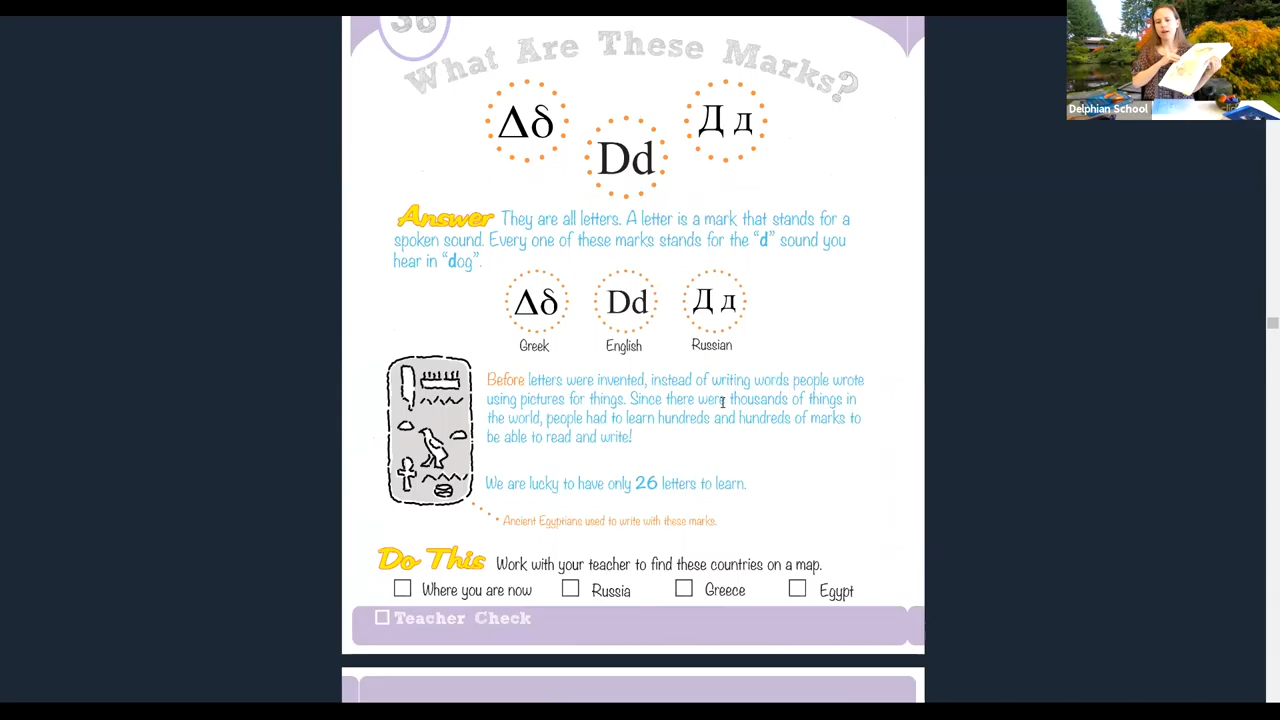 36
What Are These Marks?
Δδ
Dd
Д д
Answer They are all letters. A letter is a mark that stands for a
spoken sound. Every one of these marks stands for the "d" sound you
hear in "dog".
Δδ Dd Д д
Greek English Russian
Before letters were invented, instead of writing words people wrote
using pictures for things. Since there were thousands of things in
the world, people had to learn hundreds and hundreds of marks to
be able to read and write!
We are lucky to have only 26 letters to learn.
Ancient Egyptians used to write with these marks.
Do This Work with your teacher to find these countries on a map.
Where you are now Russia Greece Egypt
Teacher Check
Delphian School